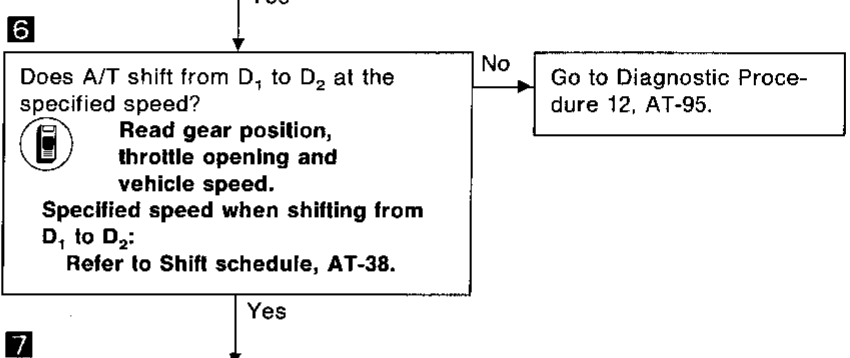 Yes
6
Does A/T shift from D₁ to D₂ at the
specified speed?
Read gear position,
throttle opening and
vehicle speed.
Specified speed when shifting from
D₁ to D₂:
Refer to Shift schedule, AT-38.
No
Go to Diagnostic Proce-
dure 12, AT-95.
Yes
7